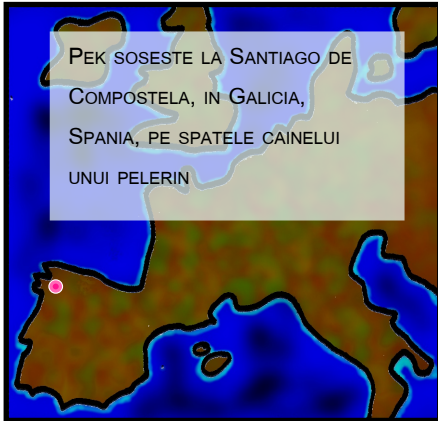 Pek soseste la Santiago de
Compostela, in Galicia,
Spania, pe spatele cainelui
unui pelerin